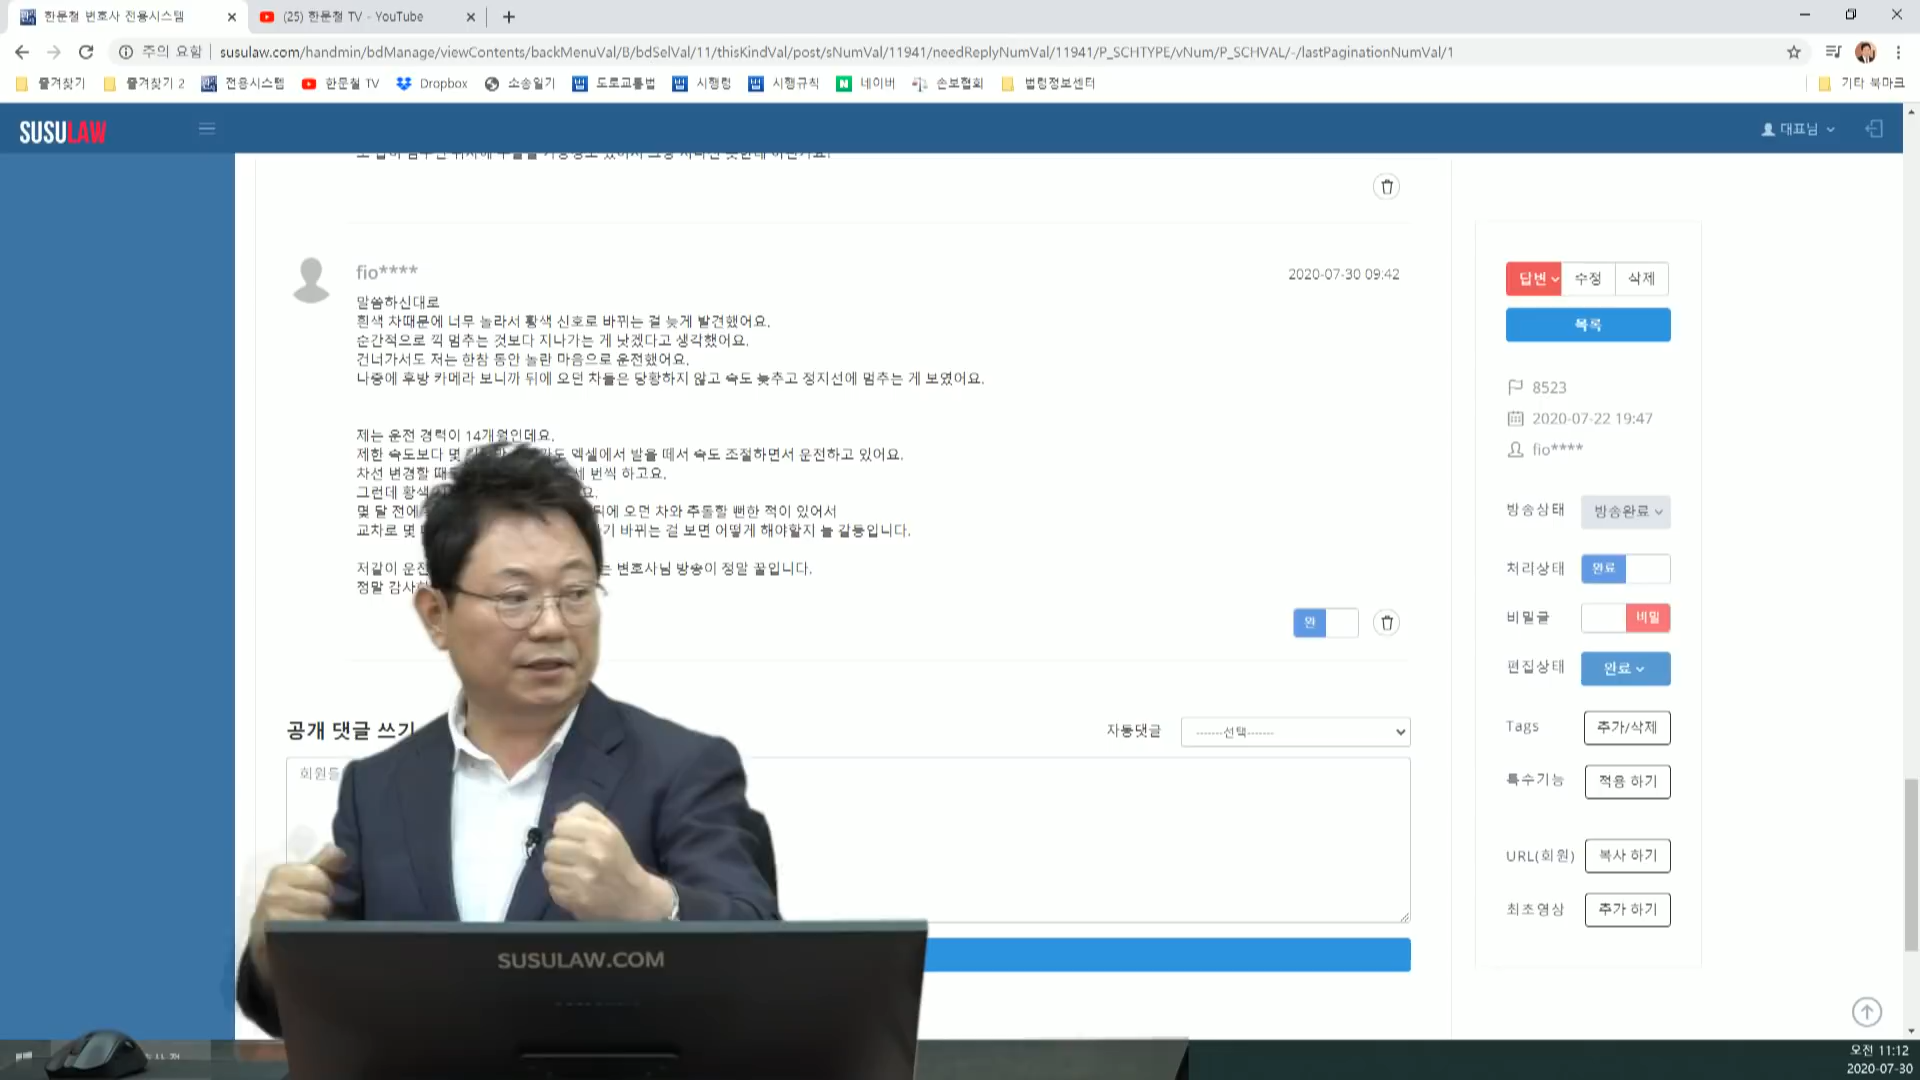 한문철 변호사 전용시스템
(25) 한문철 TV - YouTube
주의 요함
susulaw.com/handmin/bdManage/viewContents/backMenuVal/B/bdSelVal/11/thisKindVal/post/sNumVal/11941/needReplyNumVal/11941/P_SCHTYPE/vNum/P_SCHVAL/-/lastPaginationNumVal/1
즐겨찾기
즐겨찾기 2
전용시스템
한문철 TV
Dropbox
소송일기
도로교통법
시행령
시행규칙
네이버
손보협회
법령정보센터
기타 북마크
SUSULAW
대표님
fio****
2020-07-30 09:42
말씀하신대로
흰색 차때문에 너무 놀라서 황색 신호로 바뀌는 걸 늦게 발견했어요.
순간적으로 끽 멈추는 것보다 지나가는 게 낫겠다고 생각했어요.
건너가서도 저는 한참 동안 놀란 마음으로 운전했어요.
나중에 후방 카메라 보니까 뒤에 오던 차들은 당황하지 않고 속도 늦추고 정지선에 멈추는 게 보였어요.
제는 운전 경력이 14개월인데요.
제한 속도보다 몇 엑셀에서 발을 떼서 속도 조절하면서 운전하고 있어요.
차선 변경할 때 세 번씩 하고요.
그런데 황색 요.
몇 달 전에 뒤에 오던 차와 추돌할 뻔한 적이 있어서
교차로 몇 바뀌는 걸 보면 어떻게 해야할지 늘 갈등입니다.
저같이 운전 변호사님 방송이 정말 꿀입니다.
정말 감사
완
공개 댓글 쓰기
자동댓글
-------선택-------
회원들
답변
수정
삭제
목록
8523
2020-07-22 19:47
fio****
방송상태
방송완료
처리상태
완료
비밀글
비밀
편집상태
완료
Tags
추가/삭제
특수기능
적용 하기
URL(회원)
복사 하기
최초영상
추가 하기
SUSULAW.COM
오전 11:12
2020-07-30